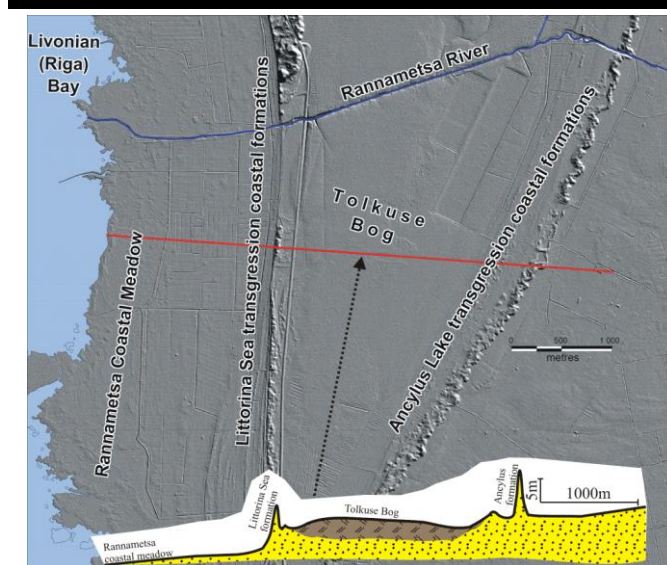 Livonian
(Riga)
Bay
Rannametsa River
Littorina Sea transgression coastal formations
Ancylus Lake transgression coastal formations
Tolkuse
Bog
Rannametsa Coastal Meadow
0 500 1 000
metres
Littorina Sea
formation
Tolkuse Bog
Ancylus
formation
5m
1000m
Rannametsa
coastal meadow